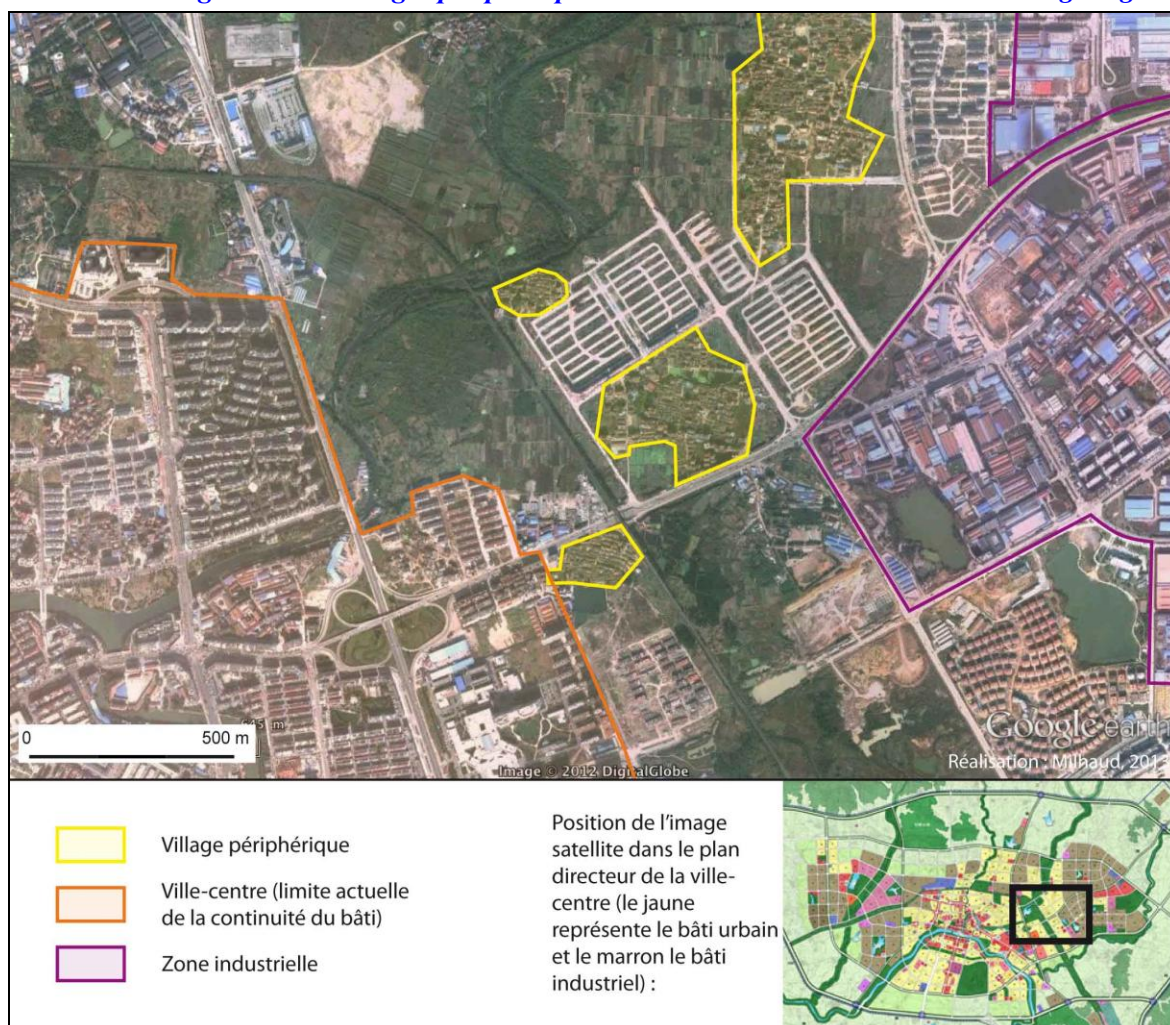 0 500 m
Image © 2012 DigitalGlobe
Google earth
Réalisation : Milhaud, 2013
Village périphérique
Ville-centre (limite actuelle
de la continuité du bâti)
Zone industrielle
Position de l'image
satellite dans le plan
directeur de la ville-
centre (le jaune
représente le bâti urbain
et le marron le bâti
industriel) :